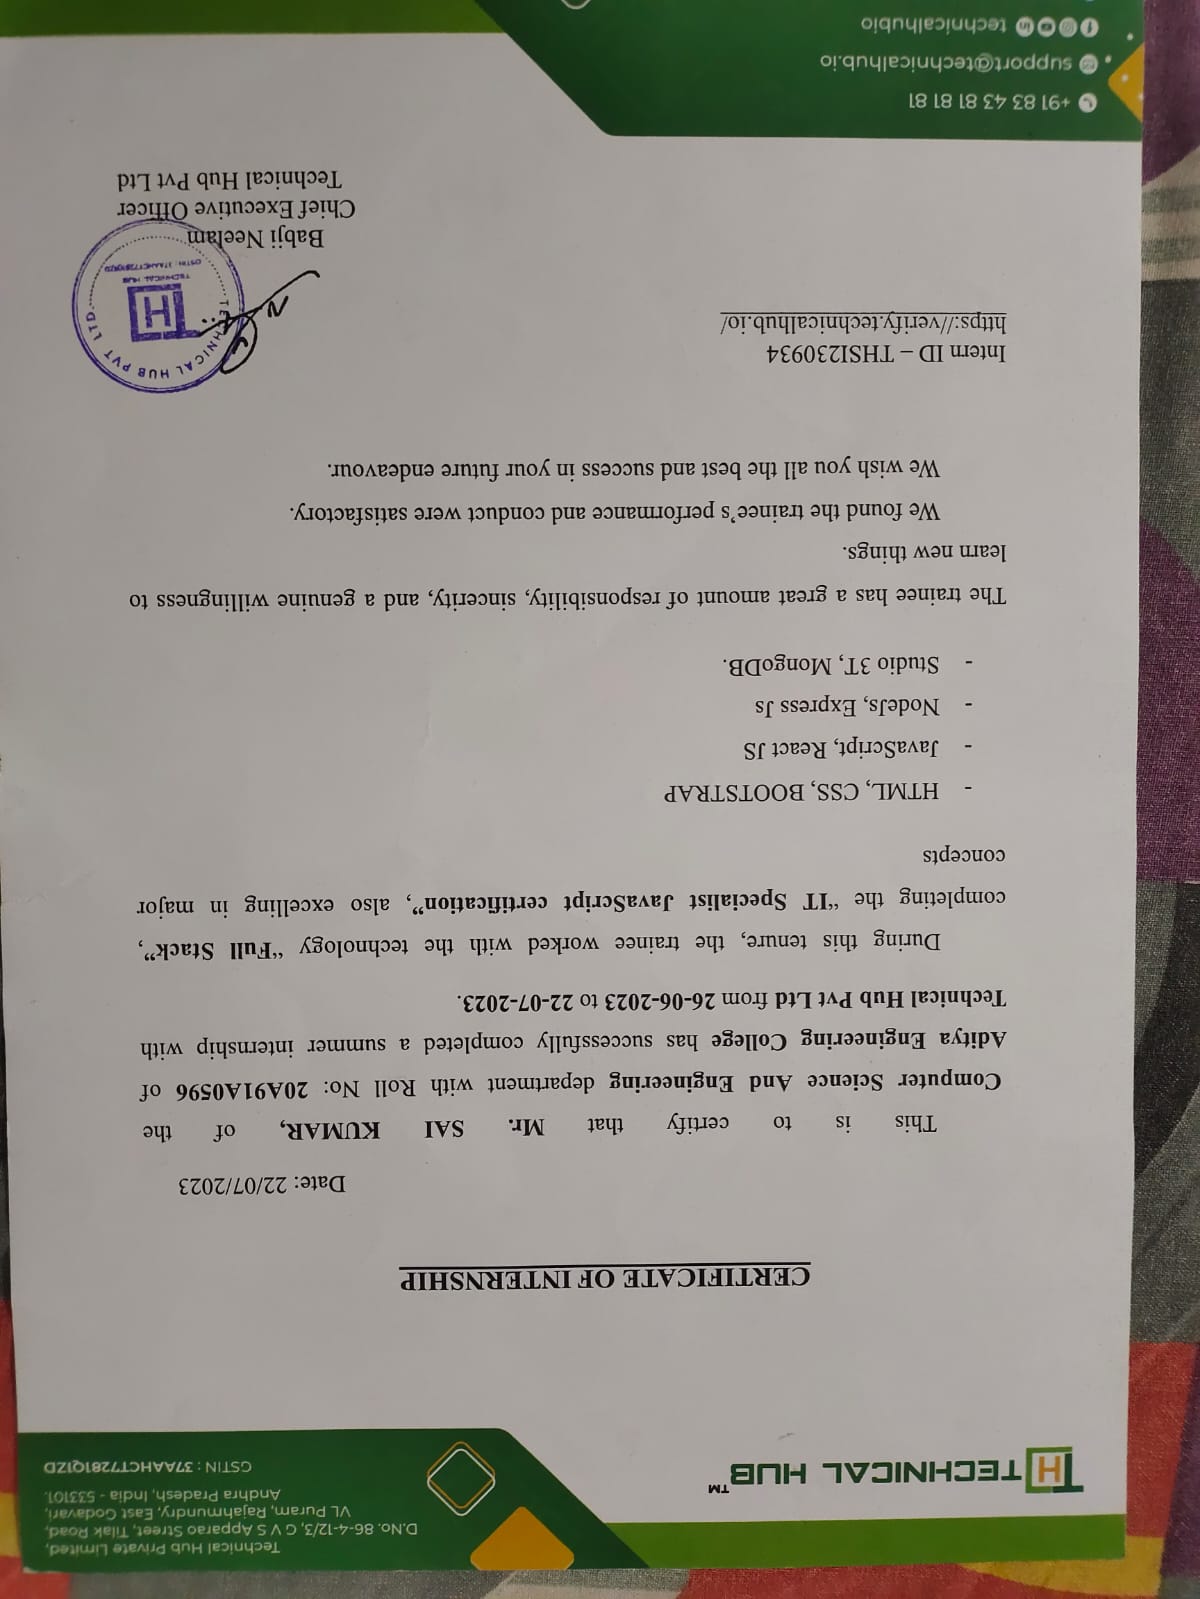 TH TECHNICAL HUB™
Technical Hub Private Limited,
D.No. 86-4-12/3, G V S Apparao Street, Tilak Road,
VL Puram, Rajahmundry, East Godavari,
Andhra Pradesh, India - 533101.
GSTIN : 37AAHCT7281Q1ZD
CERTIFICATE OF INTERNSHIP
Date: 22/07/2023
This is to certify that Mr. SAI KUMAR, of the
Computer Science And Engineering department with Roll No: 20A91A0596 of
Aditya Engineering College has successfully completed a summer internship with
Technical Hub Pvt Ltd from 26-06-2023 to 22-07-2023.
During this tenure, the trainee worked with the technology “Full Stack”,
completing the “IT Specialist JavaScript certification”, also excelling in major
concepts
- HTML, CSS, BOOTSTRAP
- JavaScript, React JS
- NodeJs, Express Js
- Studio 3T, MongoDB.
The trainee has a great amount of responsibility, sincerity, and a genuine willingness to
learn new things.
We found the trainee’s performance and conduct were satisfactory.
We wish you all the best and success in your future endeavour.
Intern ID – THSI230934
https://verify.technicalhub.io/
TECHNICAL HUB PVT LTD.
TH
TECHNICAL HUB
GSTIN : 37AAHCT7281Q1ZD
Babji Neelam
Chief Executive Officer
Technical Hub Pvt Ltd
+91 83 43 81 81 81
support@technicalhub.io
technicalhubio